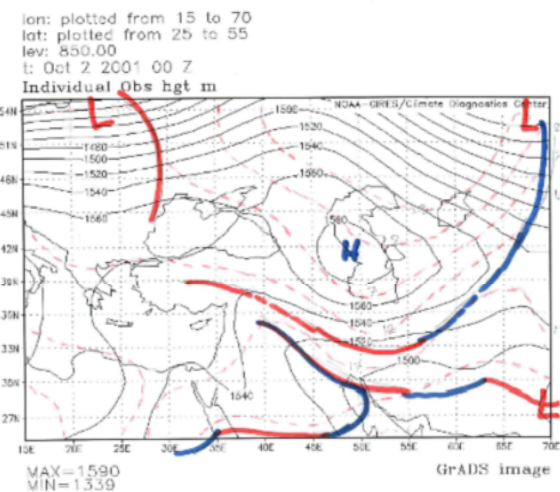 lon: plotted from 15 to 70
lat: plotted from 25 to 55
lev: 850.00
t: Oct 2 2001 00 Z
Individual Obs hgt m
NOAA-CIRES/Climate Diagnostics Center
54N
L
L
1500
1520
1540
1560
51N
1480
1500
1520
1540
1560
48N
45N
560
42N
H
39N
1560
36N
1540
1520
33N
1500
30N
1540
L
27N
15E
20E
25E
30E
35E
40E
45E
50E
55E
60E
65E
70E
MAX=1590
MIN=1339
GrADS image